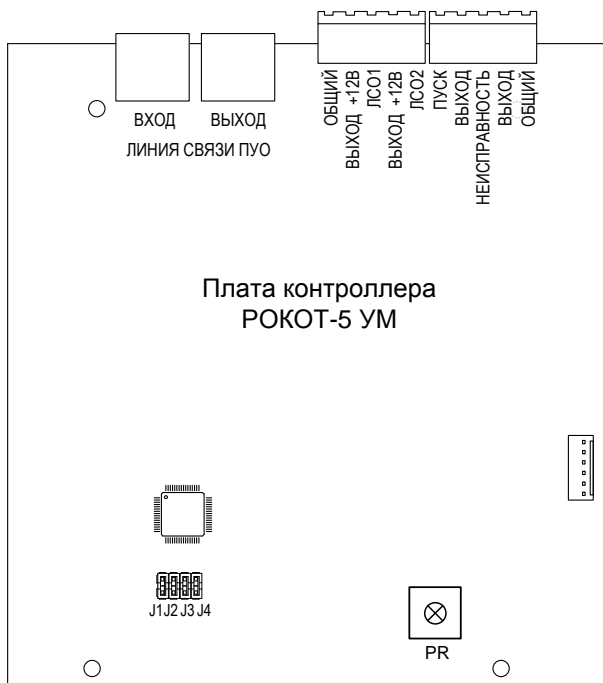 ВХОД
ВЫХОД
ЛИНИЯ СВЯЗИ ПУО
ОБЩИЙ
ВЫХОД +12В
ЛСО1
ВЫХОД +12В
ЛСО2
ПУСК
ВЫХОД
НЕИСПРАВНОСТЬ
ВЫХОД
ОБЩИЙ
Плата контроллера
РОКОТ-5 УМ
J1 J2 J3 J4
PR